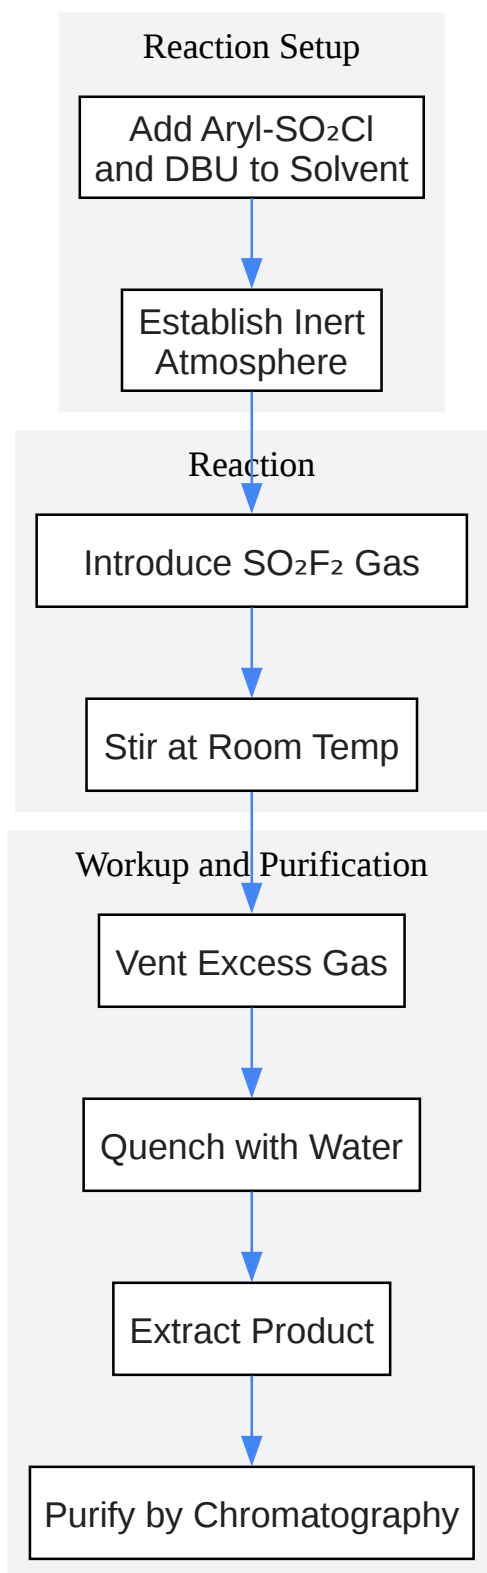 Reaction Setup
Add Aryl-SO₂Cl
and DBU to Solvent
Establish Inert
Atmosphere
Reaction
Introduce SO₂F₂ Gas
Stir at Room Temp
Workup and Purification
Vent Excess Gas
Quench with Water
Extract Product
Purify by Chromatography